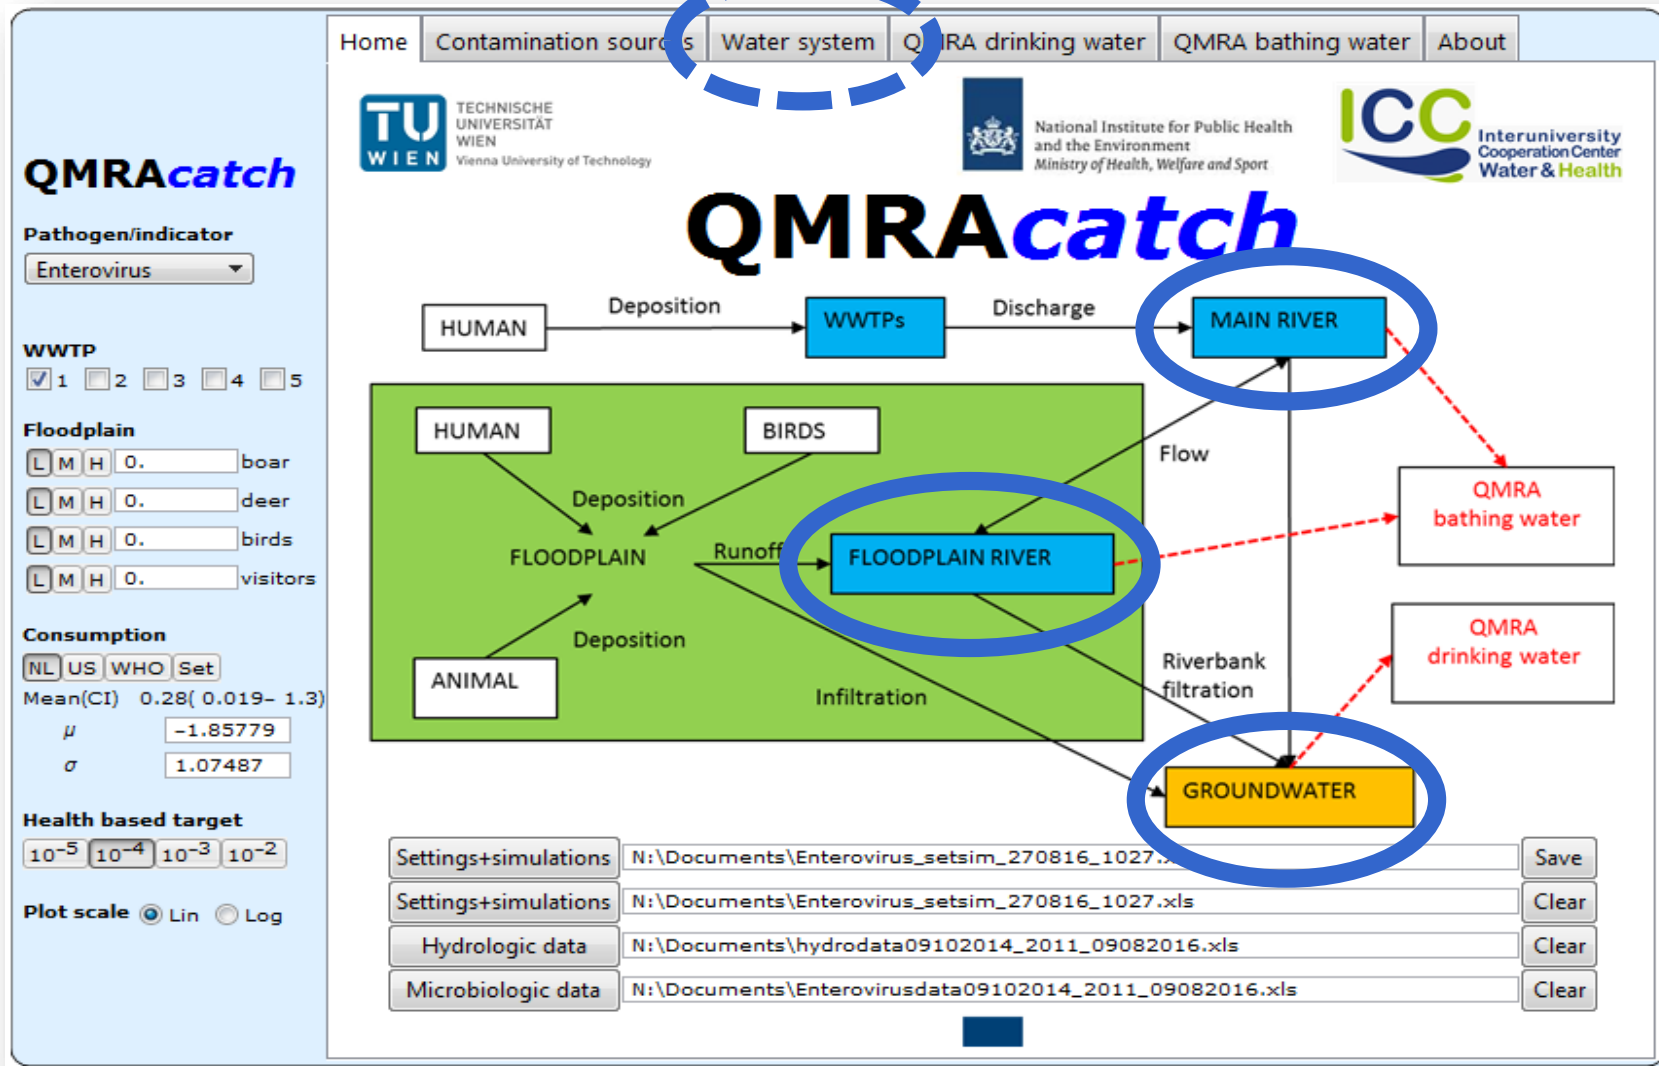 Home
Contamination sources
Water system
QMRA drinking water
QMRA bathing water
About
QMRAcatch
Pathogen/indicator
Enterovirus
WWTP
1 2 3 4 5
Floodplain
L M H 0. boar
L M H 0. deer
L M H 0. birds
L M H 0. visitors
Consumption
NL US WHO Set
Mean(CI) 0.28( 0.019– 1.3)
μ −1.85779
σ 1.07487
Health based target
10⁻⁵ 10⁻⁴ 10⁻³ 10⁻²
Plot scale Lin Log
TU
WIEN
TECHNISCHE
UNIVERSITÄT
WIEN
Vienna University of Technology
National Institute for Public Health
and the Environment
Ministry of Health, Welfare and Sport
ICC
Interuniversity
Cooperation Center
Water & Health
QMRAcatch
HUMAN
Deposition
WWTPs
Discharge
MAIN RIVER
HUMAN
BIRDS
Flow
Deposition
QMRA
bathing water
FLOODPLAIN
Runoff
FLOODPLAIN RIVER
Deposition
QMRA
drinking water
ANIMAL
Infiltration
Riverbank
filtration
GROUNDWATER
Settings+simulations N:\Documents\Enterovirus_setsim_270816_1027. Save
Settings+simulations N:\Documents\Enterovirus_setsim_270816_1027.xls Clear
Hydrologic data N:\Documents\hydrodata09102014_2011_09082016.xls Clear
Microbiologic data N:\Documents\Enterovirusdata09102014_2011_09082016.xls Clear